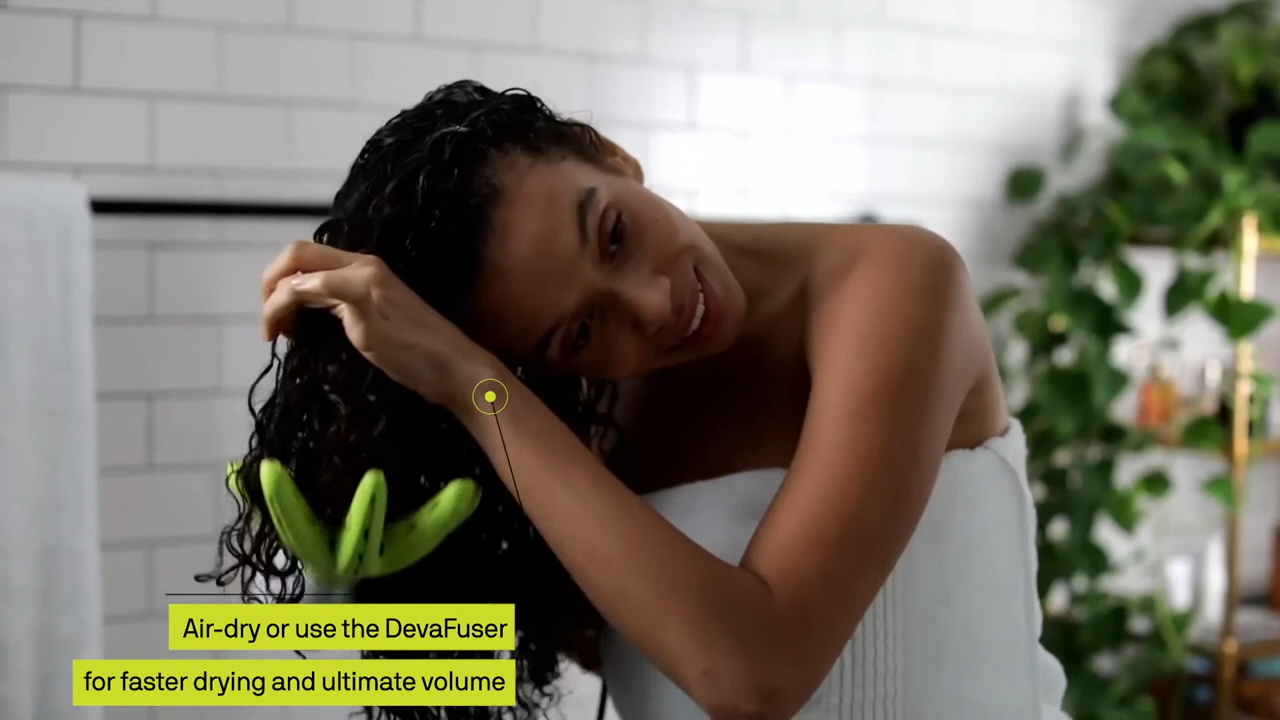 Air-dry or use the DevaFuser
for faster drying and ultimate volume